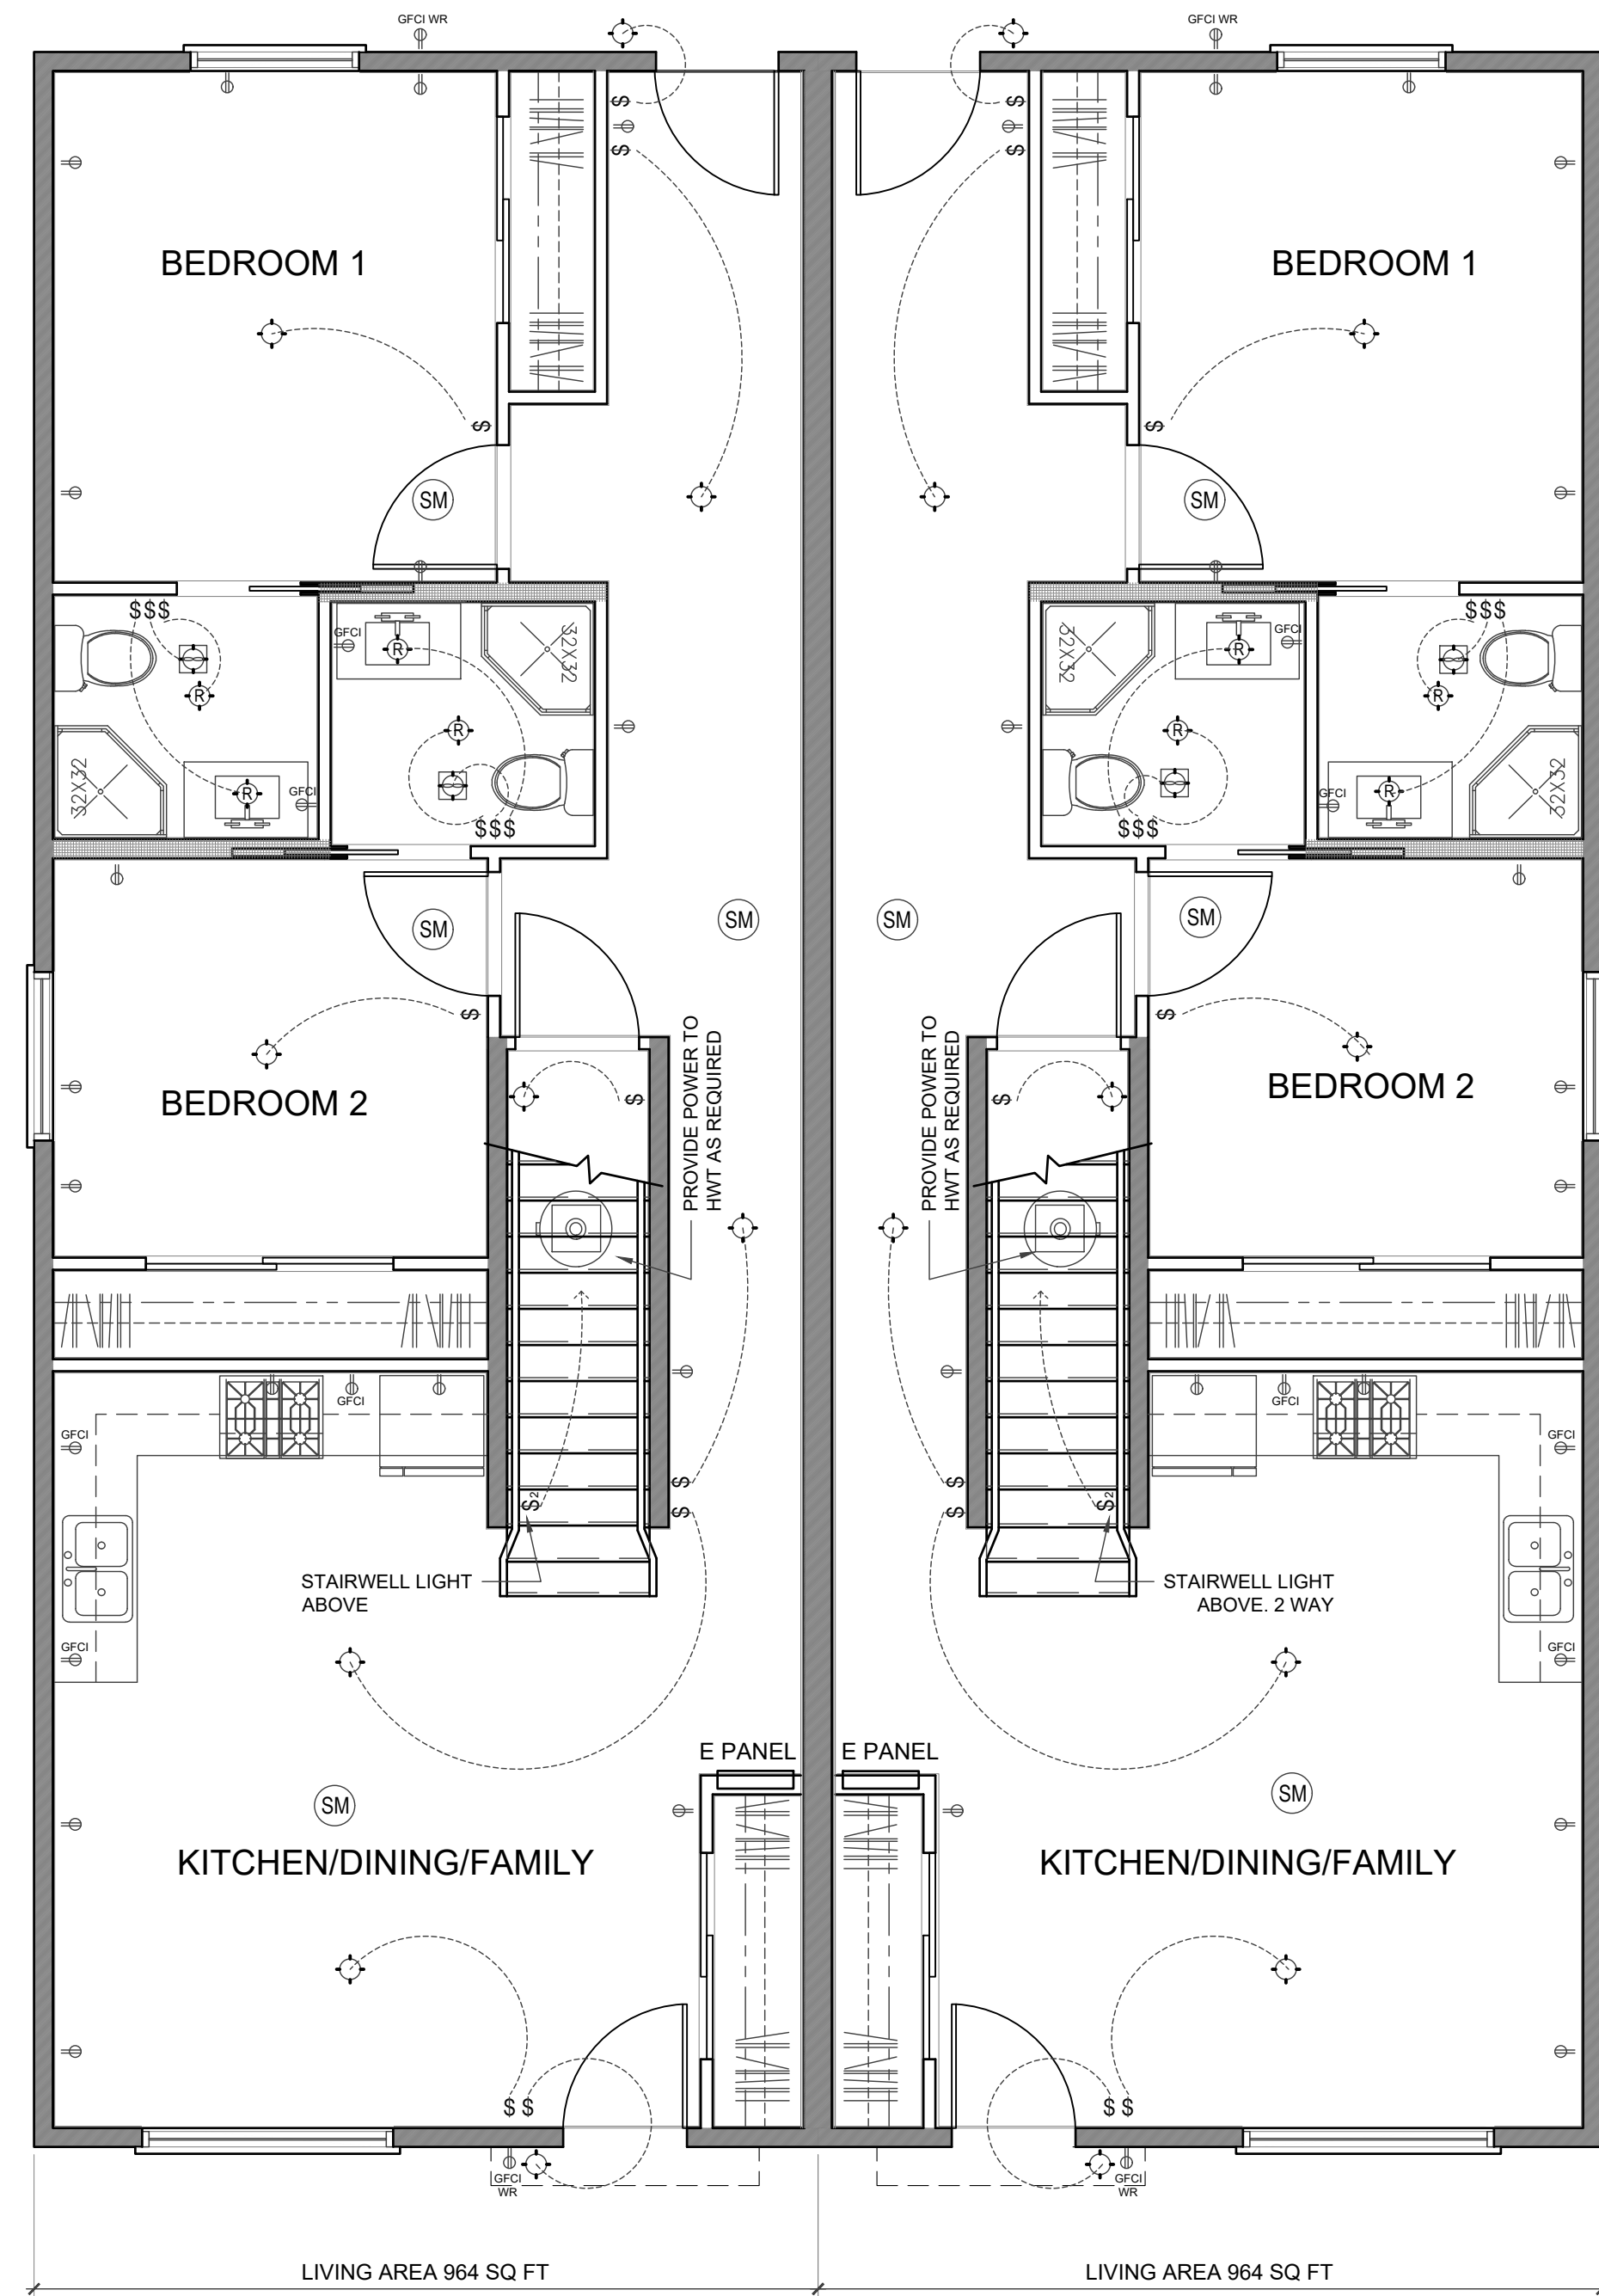 GFCI WR
GFCI WR
$
$
$
$
BEDROOM 1
BEDROOM 1
$
$
SM
SM
$$$
$$$
GFCI
GFCI
32X32
32X32
R
R
R
R
R
R
32X32
32X32
GFCI
GFCI
R
R
$$$
$$$
SM
SM
SM
SM
$
$
PROVIDE POWER TO
HWT AS REQUIRED
PROVIDE POWER TO
HWT AS REQUIRED
BEDROOM 2
BEDROOM 2
$
$
GFCI
GFCI
GFCI
GFCI
$
$
$2
$2
$
$
STAIRWELL LIGHT
ABOVE
STAIRWELL LIGHT
ABOVE. 2 WAY
GFCI
GFCI
E PANEL
E PANEL
SM
SM
KITCHEN/DINING/FAMILY
KITCHEN/DINING/FAMILY
$ $
$ $
GFCI
WR
GFCI
WR
LIVING AREA 964 SQ FT
LIVING AREA 964 SQ FT